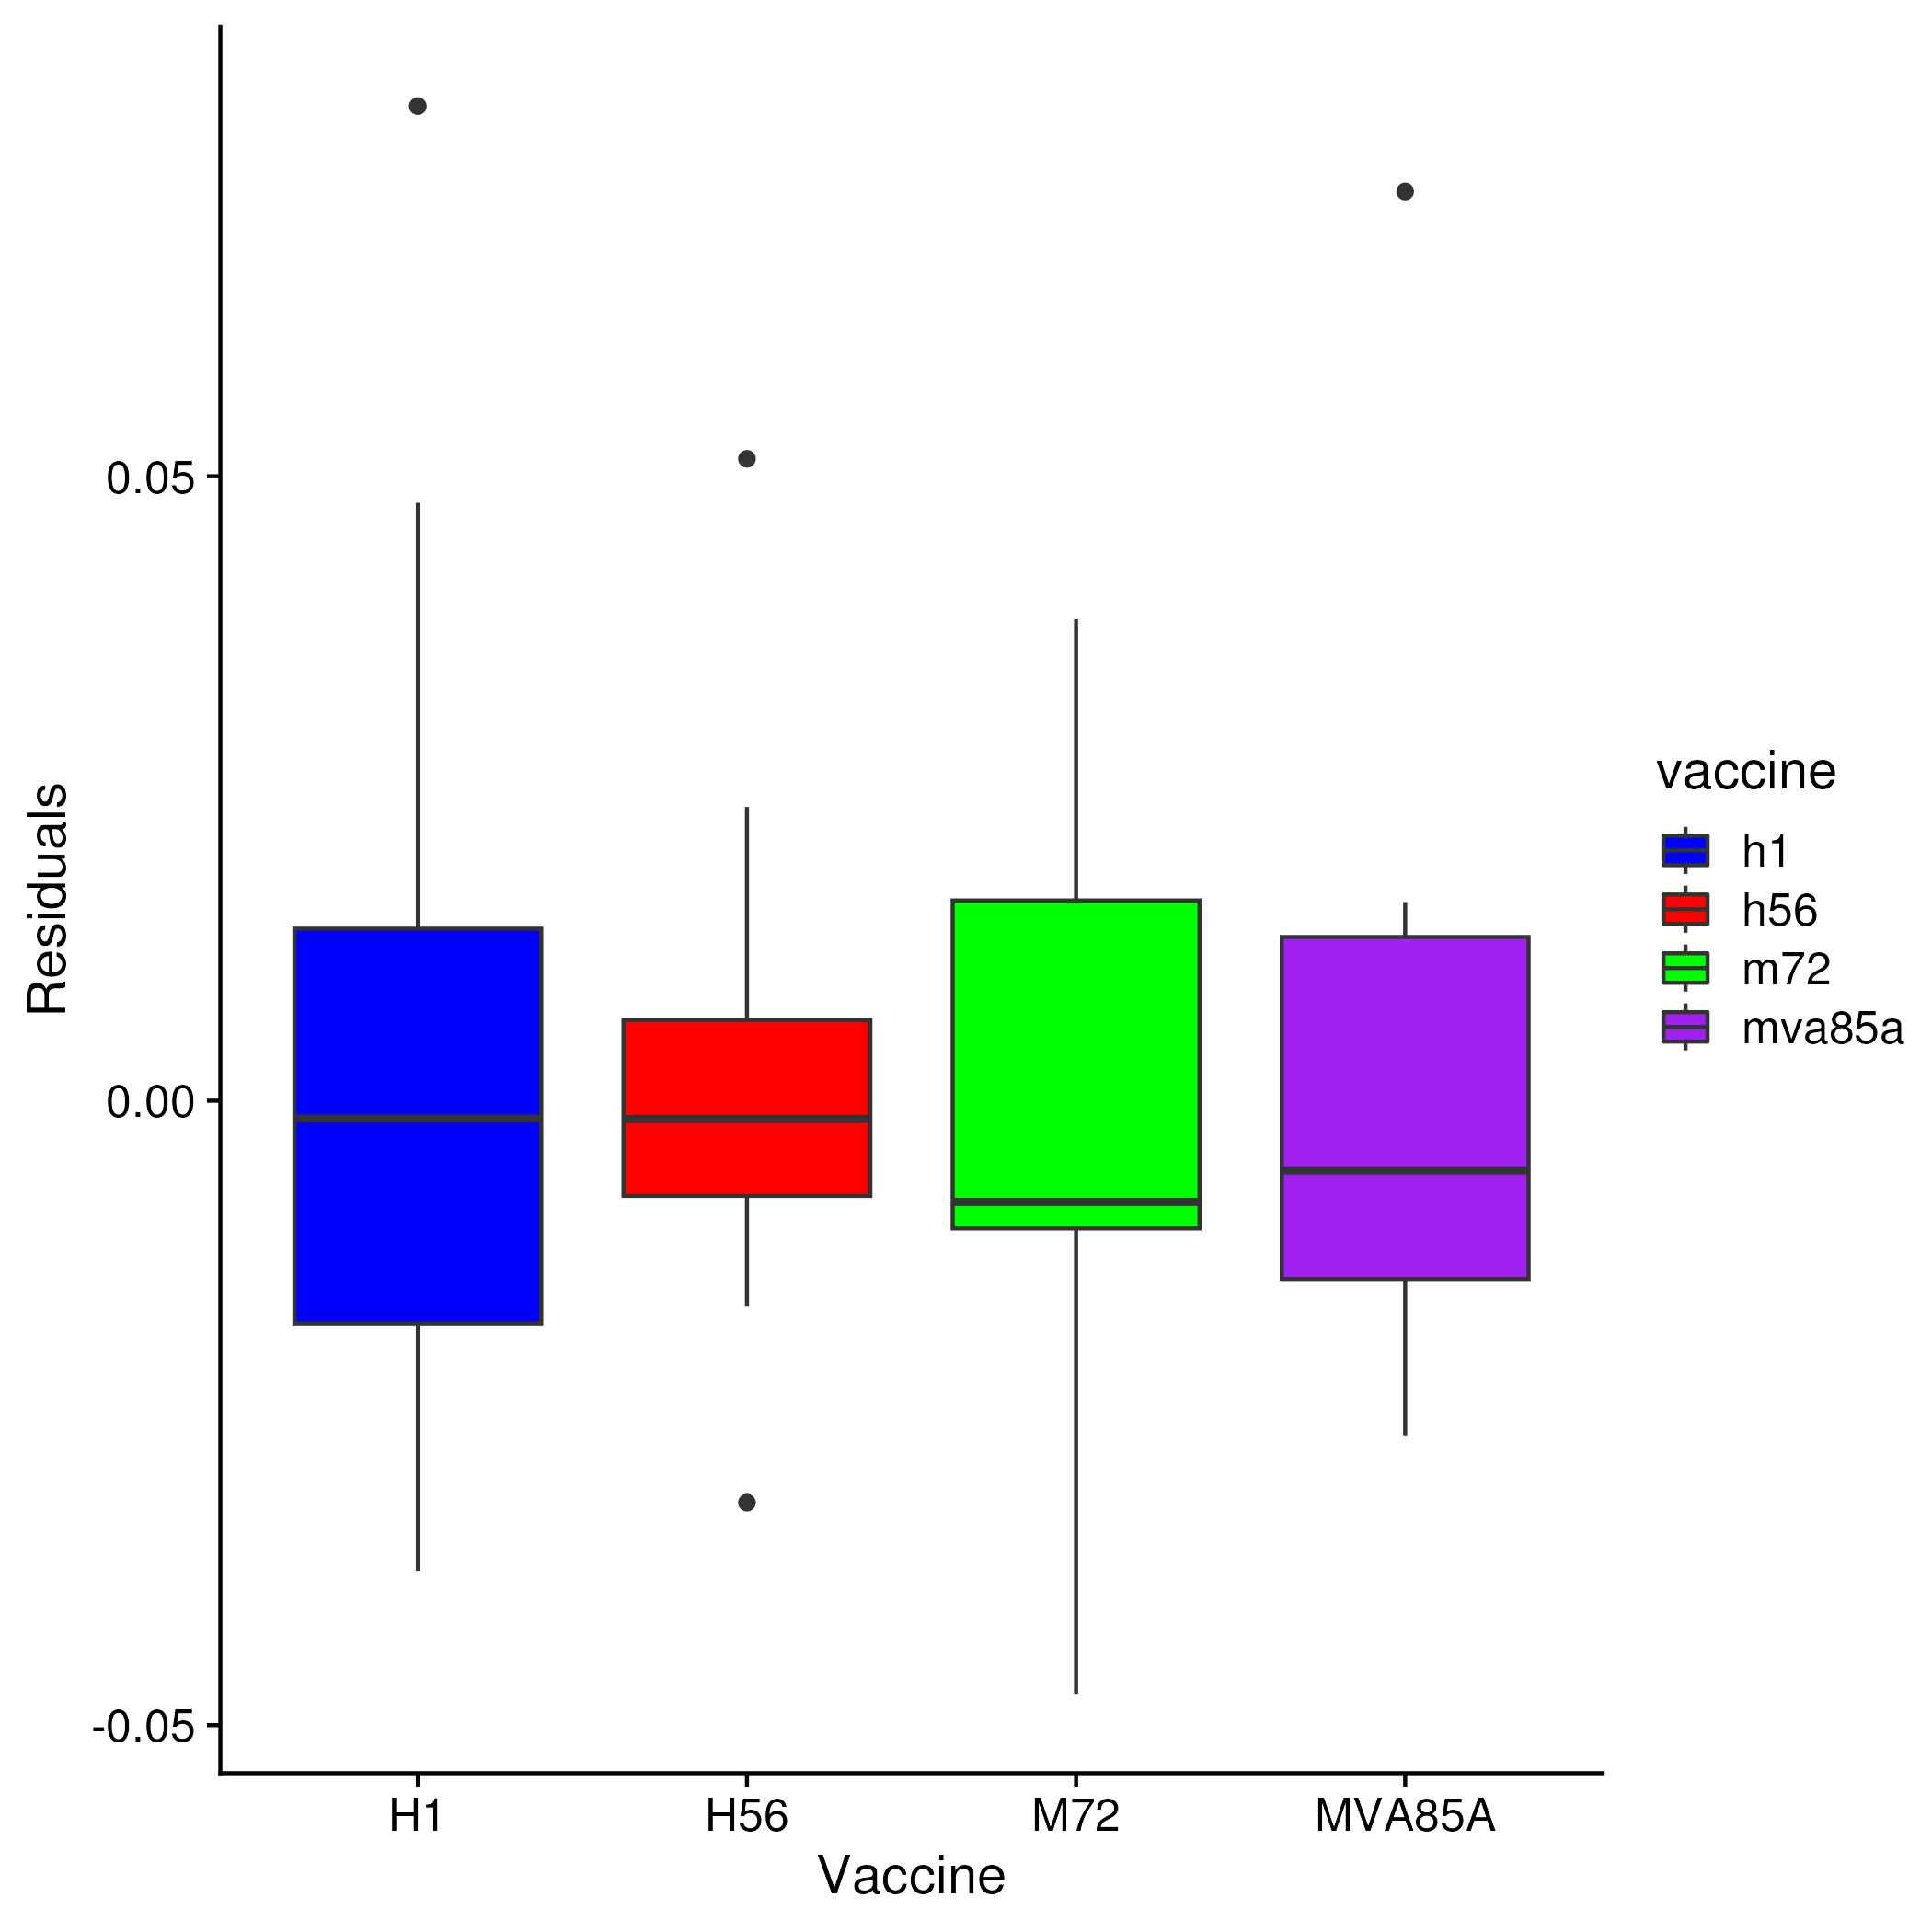 Residuals
0.05
0.00
-0.05
H1
H56
M72
MVA85A
Vaccine
vaccine
h1
h56
m72
mva85a